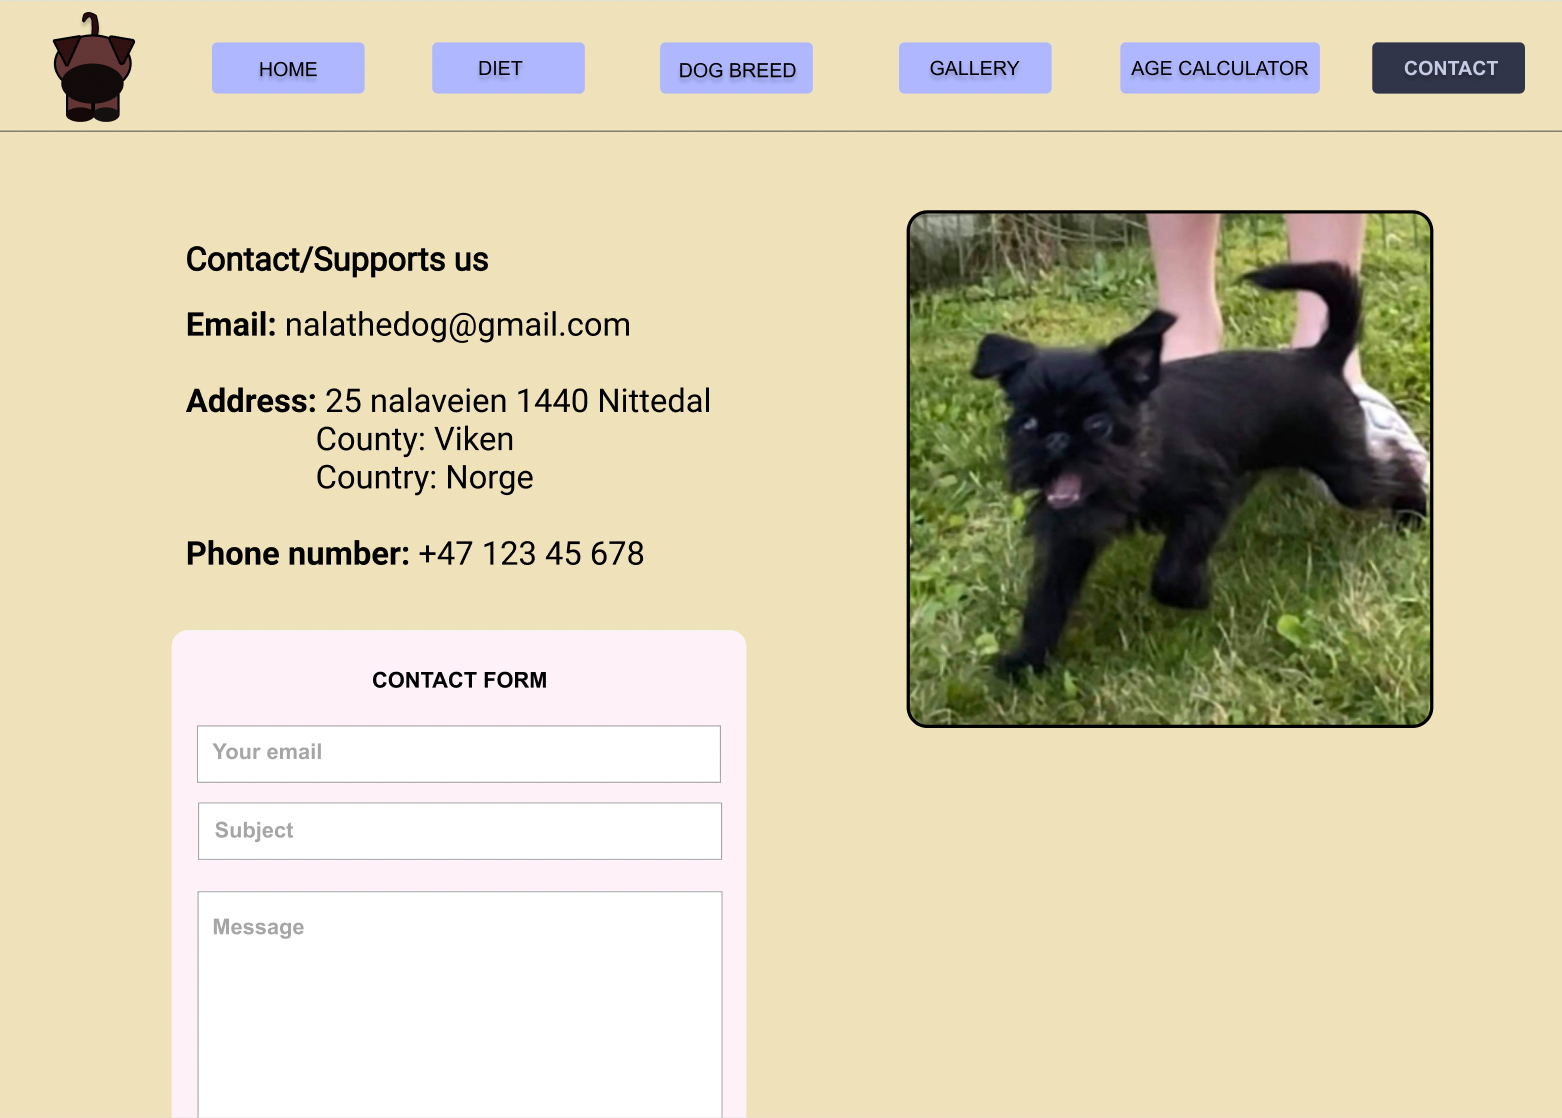 HOME
DIET
DOG BREED
GALLERY
AGE CALCULATOR
CONTACT
Contact/Supports us
Email: nalathedog@gmail.com
Address: 25 nalaveien 1440 Nittedal
County: Viken
Country: Norge
Phone number: +47 123 45 678
CONTACT FORM
Your email
Subject
Message